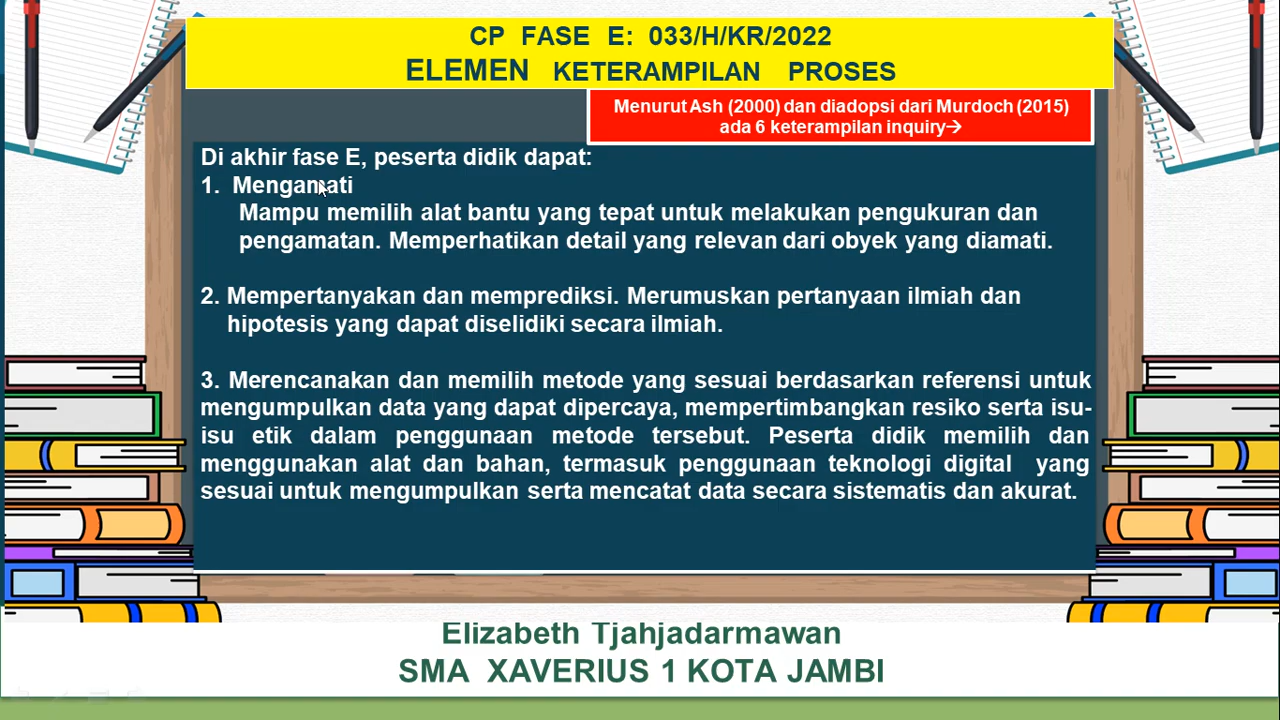 CP FASE E: 033/H/KR/2022
ELEMEN KETERAMPILAN PROSES
Menurut Ash (2000) dan diadopsi dari Murdoch (2015)
ada 6 keterampilan inquiry→
Di akhir fase E, peserta didik dapat:
1. Mengamati
Mampu memilih alat bantu yang tepat untuk melakukan pengukuran dan
pengamatan. Memperhatikan detail yang relevan dari obyek yang diamati.
2. Mempertanyakan dan memprediksi. Merumuskan pertanyaan ilmiah dan
hipotesis yang dapat diselidiki secara ilmiah.
3. Merencanakan dan memilih metode yang sesuai berdasarkan referensi untuk
mengumpulkan data yang dapat dipercaya, mempertimbangkan resiko serta isu-
isu etik dalam penggunaan metode tersebut. Peserta didik memilih dan
menggunakan alat dan bahan, termasuk penggunaan teknologi digital yang
sesuai untuk mengumpulkan serta mencatat data secara sistematis dan akurat.
Elizabeth Tjahjadarmawan
SMA XAVERIUS 1 KOTA JAMBI